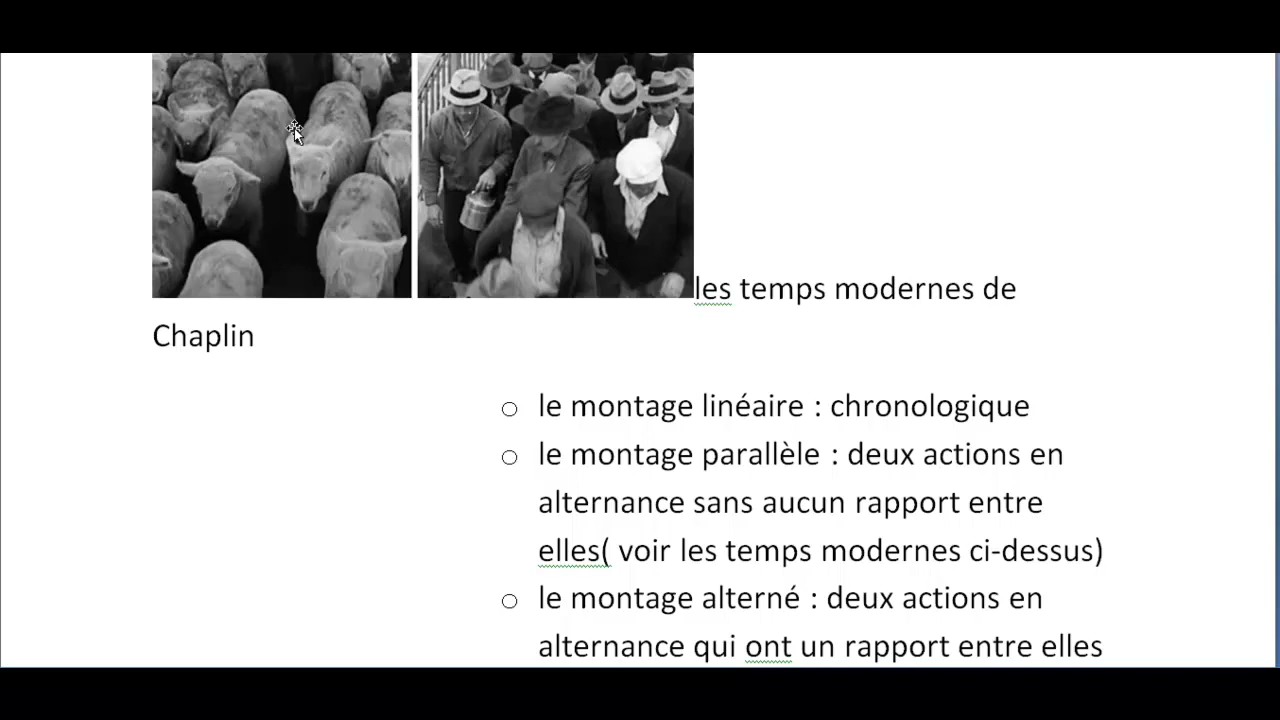 les temps modernes de
Chaplin
le montage linéaire : chronologique
le montage parallèle : deux actions en
alternance sans aucun rapport entre
elles( voir les temps modernes ci-dessus)
le montage alterné : deux actions en
alternance qui ont un rapport entre elles